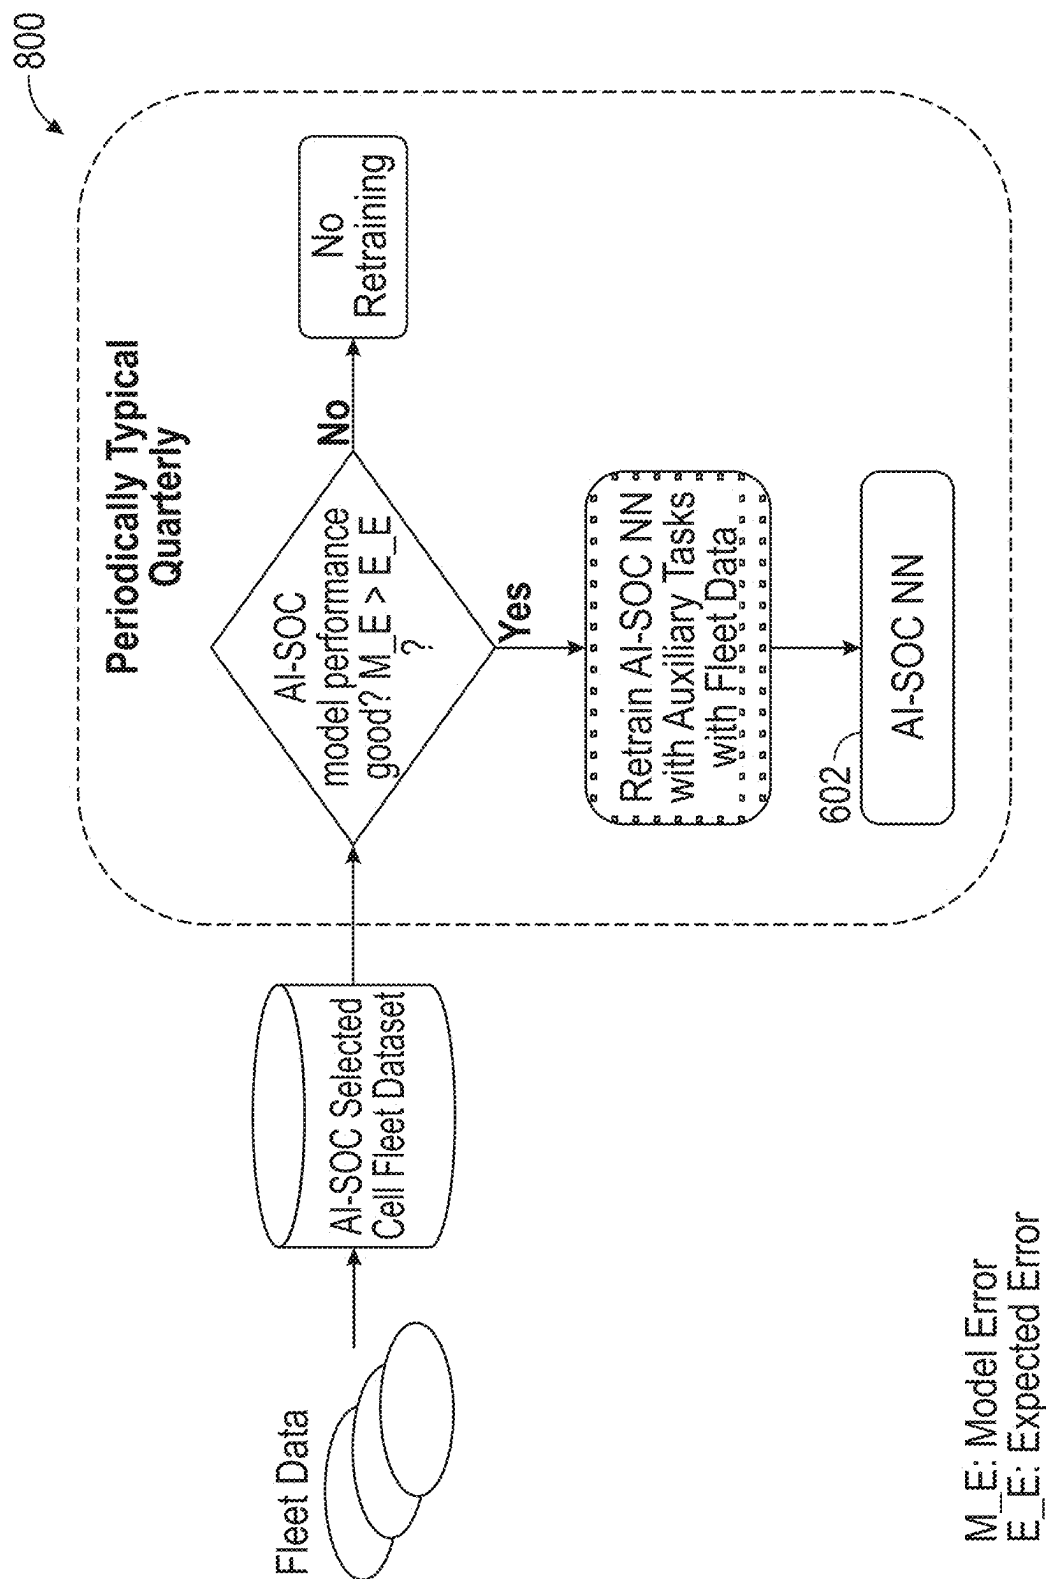 800
Periodically Typical
Quarterly
Fleet Data
AI-SOC Selected
Cell Fleet Dataset
AI-SOC
model performance
good? M_E > E_E
?
No
No
Retraining
Yes
Retrain AI-SOC NN
with Auxiliary Tasks
with Fleet Data
602
AI-SOC NN
M_E: Model Error
E_E: Expected Error